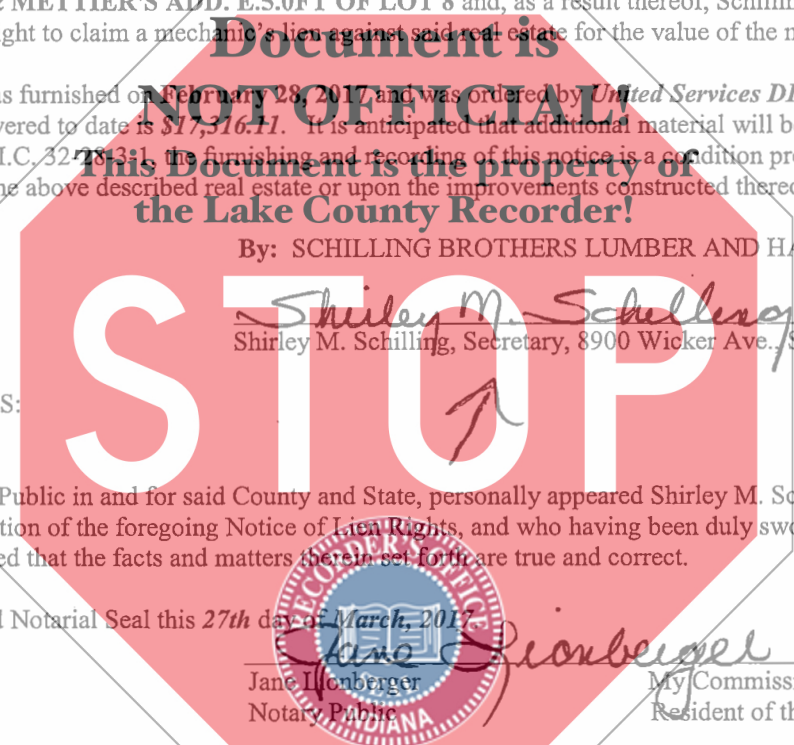 METTIER'S ADD. E.5.0FT OF LOT 8 and, as a result thereof, Schilli
ght to claim a mechanic's lien against said real estate for the value of the m
Document is
s furnished on February 28, 2017 and was ordered by United Services DI
NOT OFFICIAL!
vered to date is $17,316.11. It is anticipated that additional material will b
I.C. 32-28-3-1, the furnishing and recording of this notice is a condition pr
This Document is the property of
e above described real estate or upon the improvements constructed thereo
the Lake County Recorder!
By: SCHILLING BROTHERS LUMBER AND HA
Shirley M. Schilling
Shirley M. Schilling, Secretary, 8900 Wicker Ave., S
STOP
S:
Public in and for said County and State, personally appeared Shirley M. Sc
tion of the foregoing Notice of Lien Rights, and who having been duly swo
ed that the facts and matters therein set forth are true and correct.
RECORDER'S OFFICE
d Notarial Seal this 27th day of March, 2017.
Jane Lionberger
Jane Lionberger My Commiss
Notary Public Resident of th
INDIANA